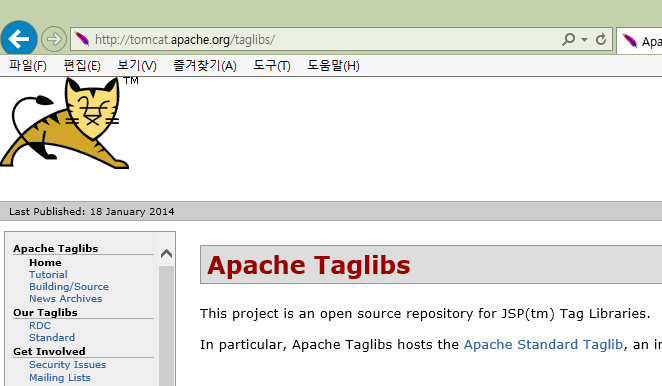 http://tomcat.apache.org/taglibs/
Apa
파일(F) 편집(E) 보기(V) 즐겨찾기(A) 도구(T) 도움말(H)
TM
Last Published: 18 January 2014
Apache Taglibs
Home
Tutorial
Building/Source
News Archives
Our Taglibs
RDC
Standard
Get Involved
Security Issues
Mailing Lists
Apache Taglibs
This project is an open source repository for JSP(tm) Tag Libraries.
In particular, Apache Taglibs hosts the Apache Standard Taglib, an i